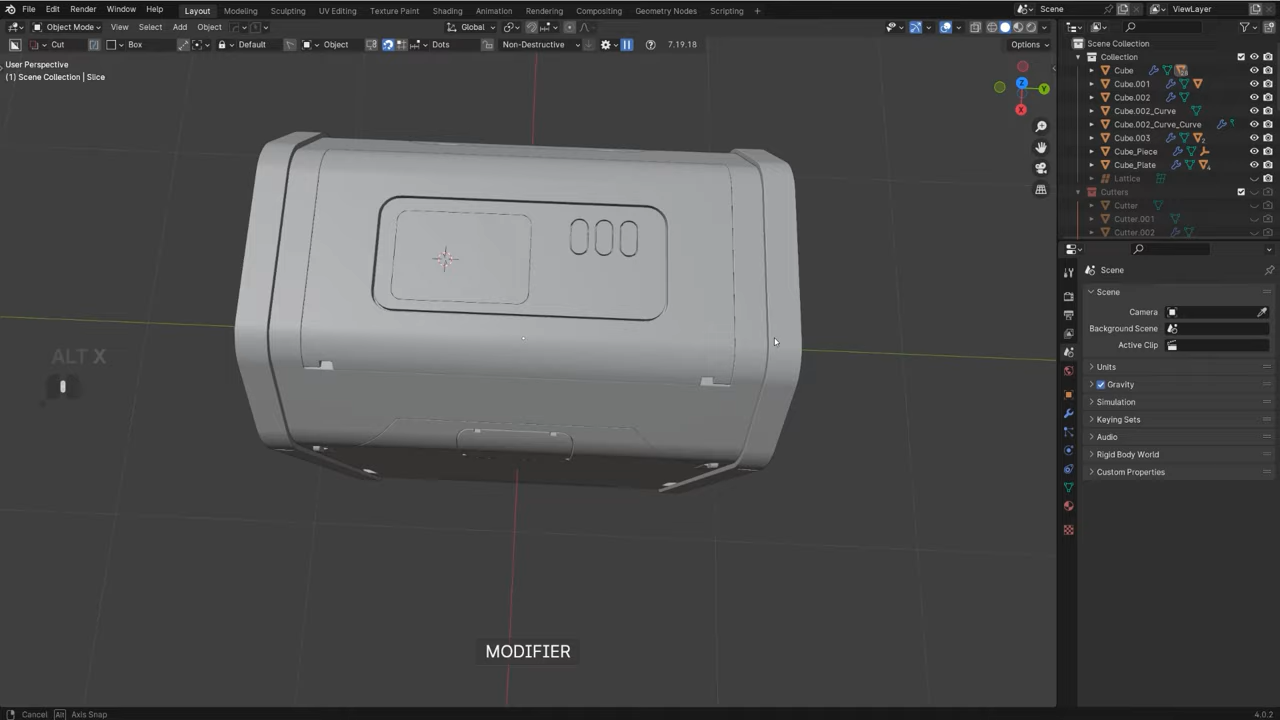 File Edit Render Window Help Layout Modeling Sculpting UV Editing Texture Paint Shading Animation Rendering Compositing Geometry Nodes Scripting + Scene ViewLayer
Object Mode View Select Add Object Global
Cut Box Default Object Dots Non-Destructive 7.19.18 Options
User Perspective
(1) Scene Collection | Slice
Scene Collection
Collection
Cube
Cube.001
Cube.002
Cube.002_Curve
Cube.002_Curve_Curve
Cube.003
Cube_Piece
Cube_Plate
Lattice
Cutters
Cutter
Cutter.001
Cutter.002
Scene
Scene
Camera
Background Scene
Active Clip
Units
Gravity
Simulation
Keying Sets
Audio
Rigid Body World
Custom Properties
Z
Y
X
ALT X
MODIFIER
Cancel Alt Axis Snap 4.0.2